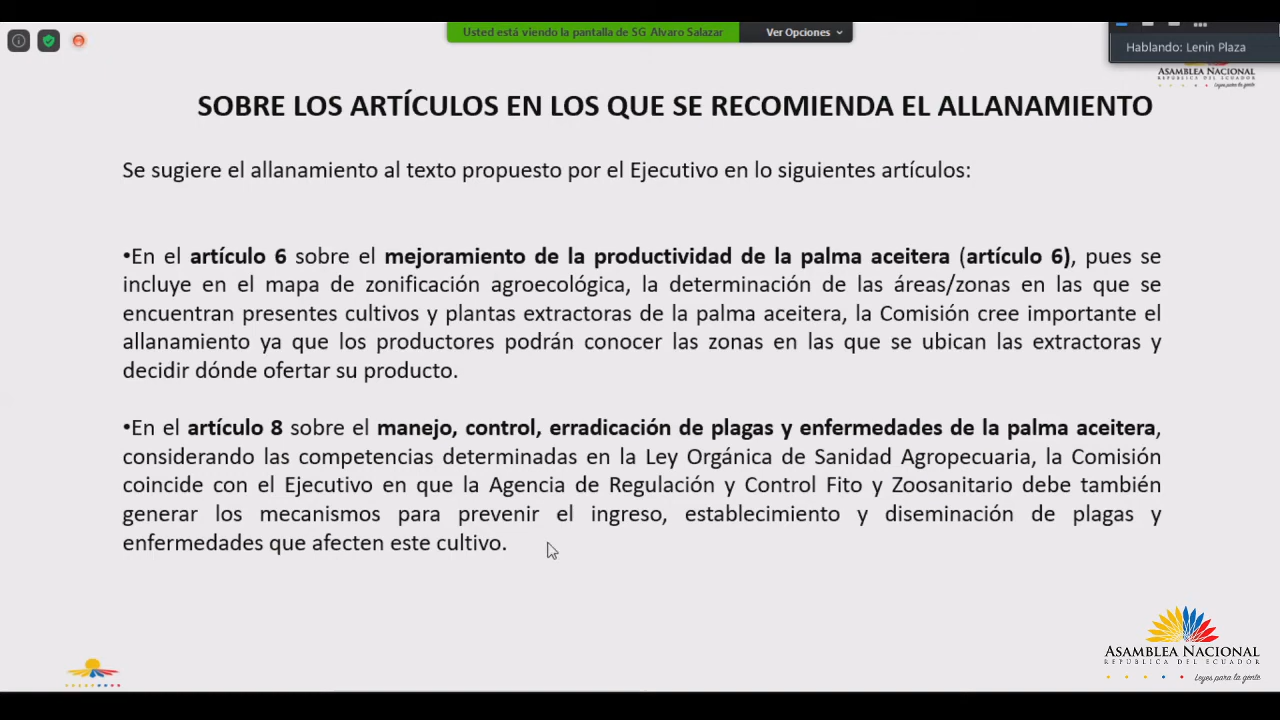 Usted está viendo la pantalla de SG Alvaro Salazar
Ver Opciones
Hablando: Lenin Plaza
ASAMBLEA NACIONAL
REPÚBLICA DEL ECUADOR
Leyes para la gente
SOBRE LOS ARTÍCULOS EN LOS QUE SE RECOMIENDA EL ALLANAMIENTO
Se sugiere el allanamiento al texto propuesto por el Ejecutivo en lo siguientes artículos:
•En el artículo 6 sobre el mejoramiento de la productividad de la palma aceitera (artículo 6), pues se
incluye en el mapa de zonificación agroecológica, la determinación de las áreas/zonas en las que se
encuentran presentes cultivos y plantas extractoras de la palma aceitera, la Comisión cree importante el
allanamiento ya que los productores podrán conocer las zonas en las que se ubican las extractoras y
decidir dónde ofertar su producto.
•En el artículo 8 sobre el manejo, control, erradicación de plagas y enfermedades de la palma aceitera,
considerando las competencias determinadas en la Ley Orgánica de Sanidad Agropecuaria, la Comisión
coincide con el Ejecutivo en que la Agencia de Regulación y Control Fito y Zoosanitario debe también
generar los mecanismos para prevenir el ingreso, establecimiento y diseminación de plagas y
enfermedades que afecten este cultivo.
ASAMBLEA NACIONAL
REPÚBLICA DEL ECUADOR
Leyes para la gente